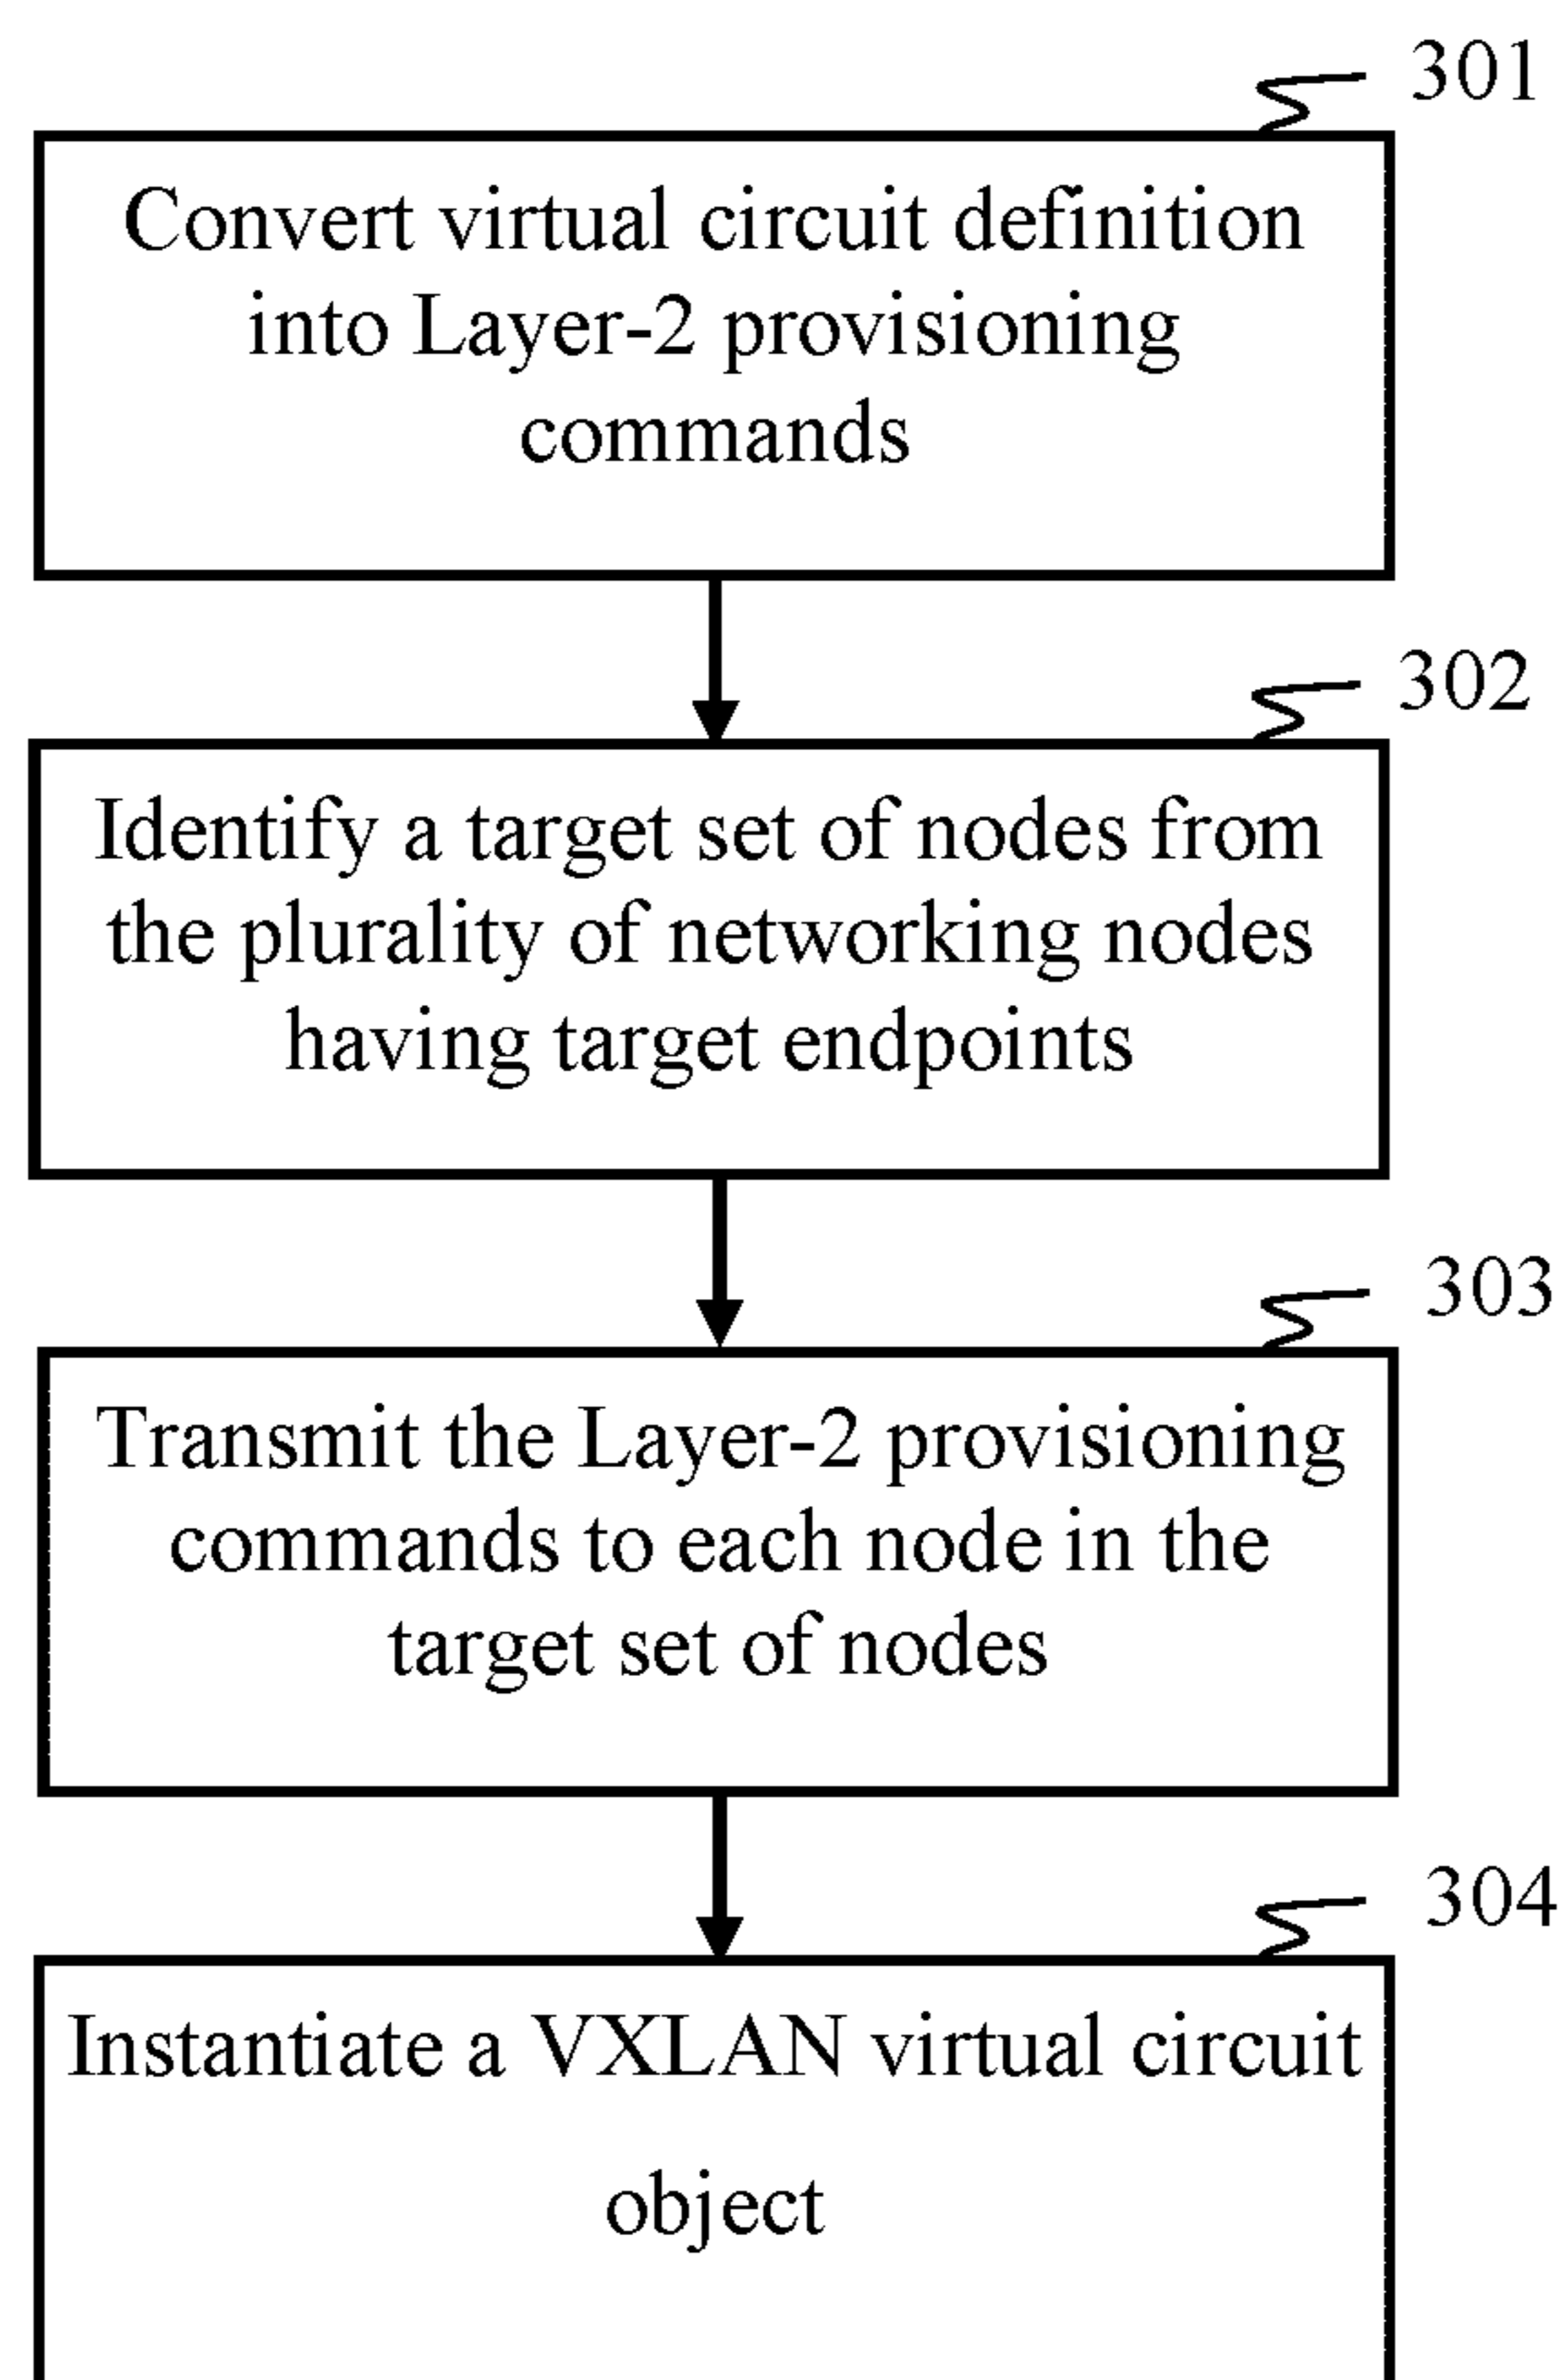 301
Convert virtual circuit definition
into Layer-2 provisioning
commands
302
Identify a target set of nodes from
the plurality of networking nodes
having target endpoints
303
Transmit the Layer-2 provisioning
commands to each node in the
target set of nodes
304
Instantiate a VXLAN virtual circuit
object